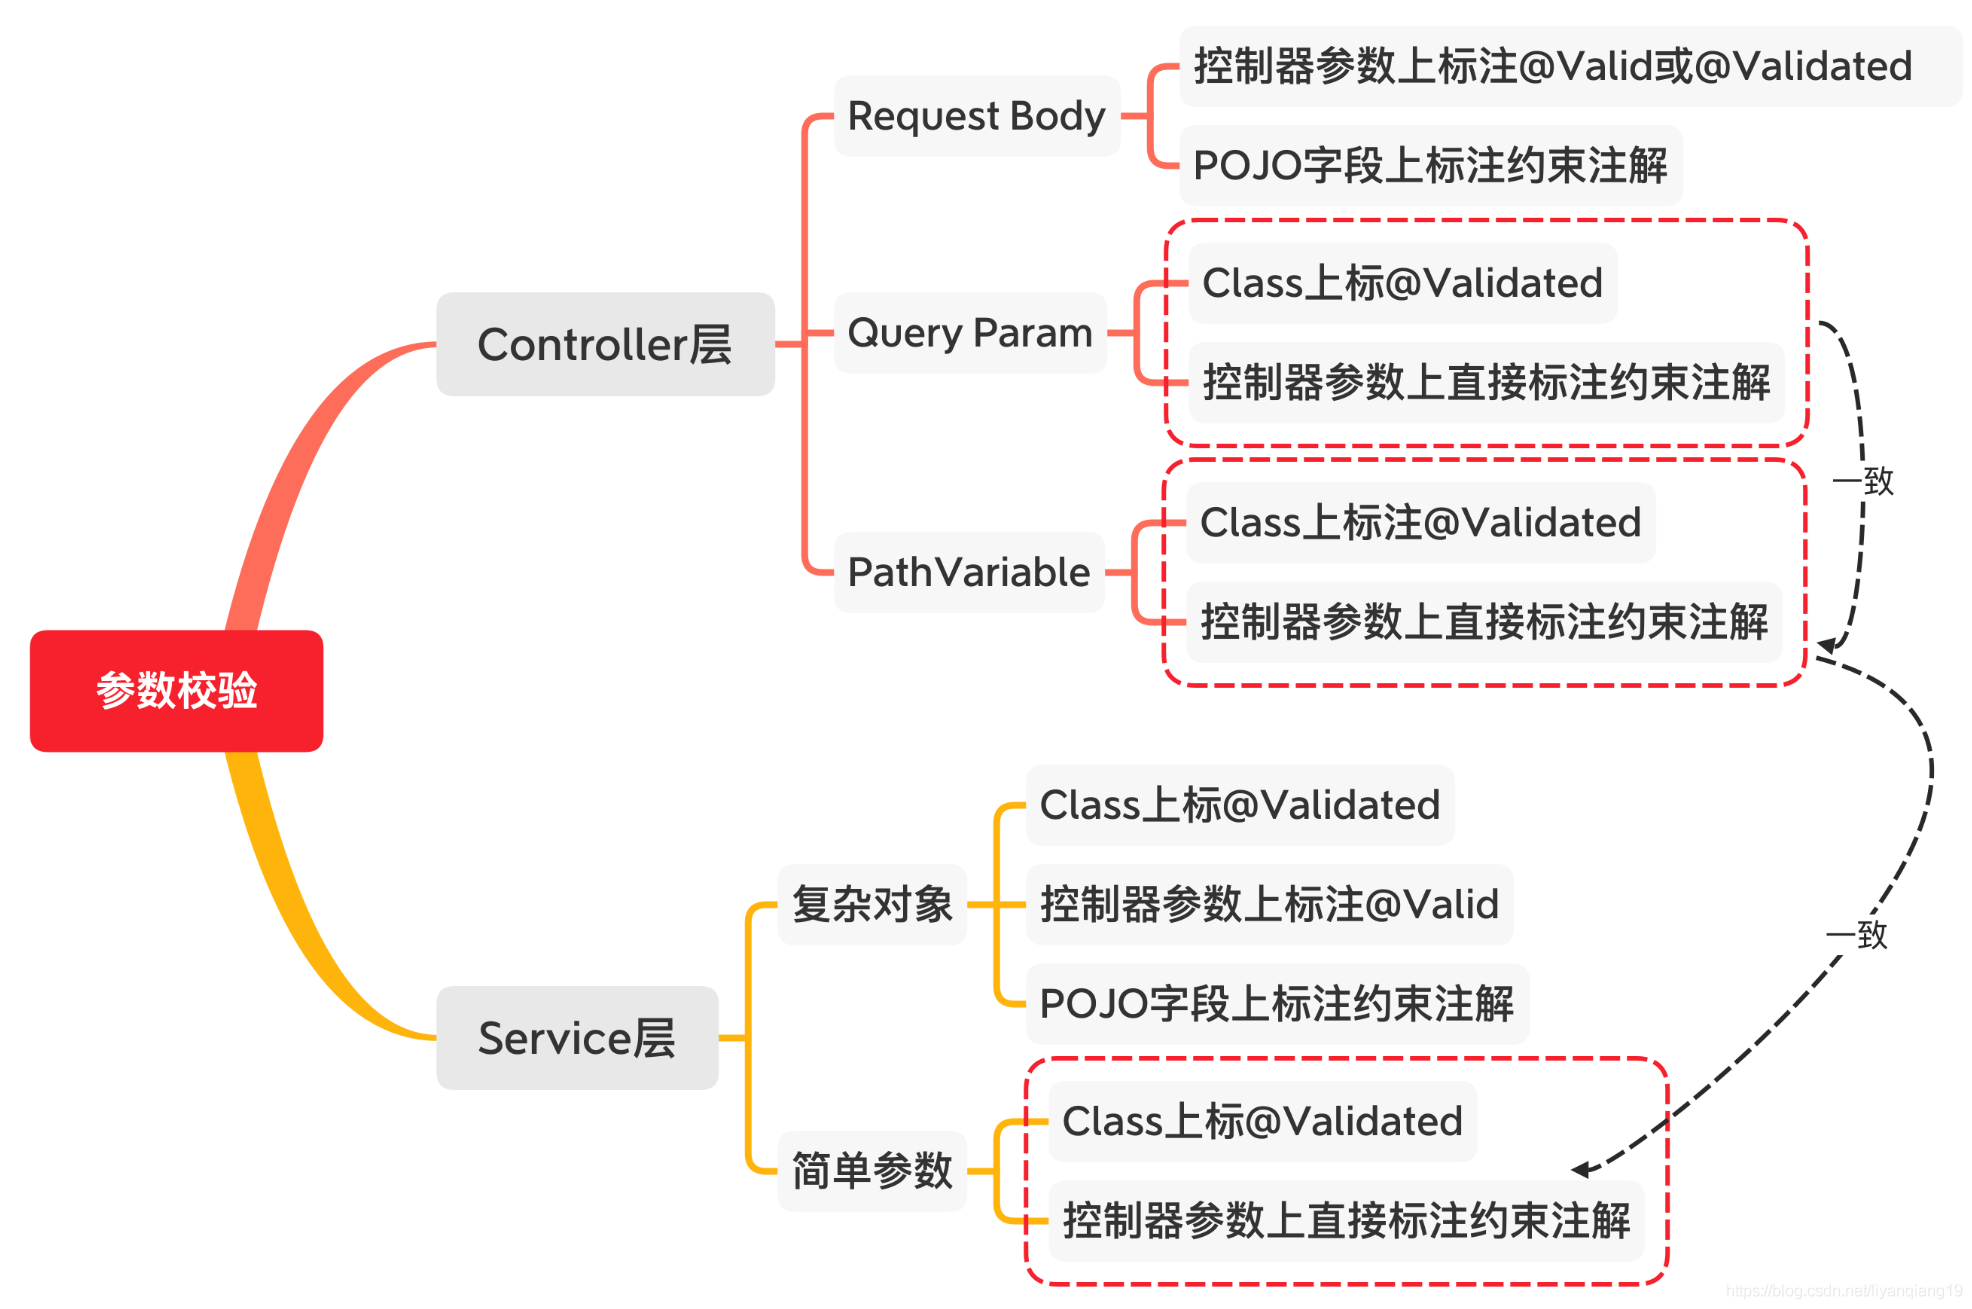 参数校验
Controller层
Request Body
控制器参数上标注@Valid或@Validated
POJO字段上标注约束注解
Query Param
Class上标@Validated
控制器参数上直接标注约束注解
PathVariable
Class上标注@Validated
控制器参数上直接标注约束注解
一致
Service层
复杂对象
Class上标@Validated
控制器参数上标注@Valid
POJO字段上标注约束注解
简单参数
Class上标@Validated
控制器参数上直接标注约束注解
一致
https://blog.csdn.net/liyanqiang19